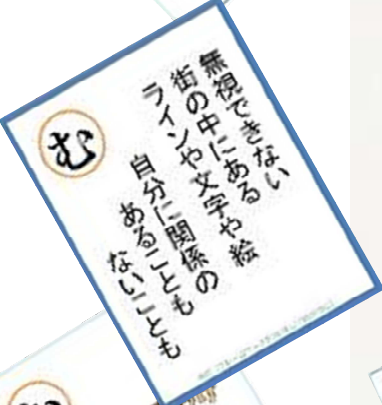 無視できない
街の中にある
ラインや文字や絵
自分に関係の
あることも
ないことも
む